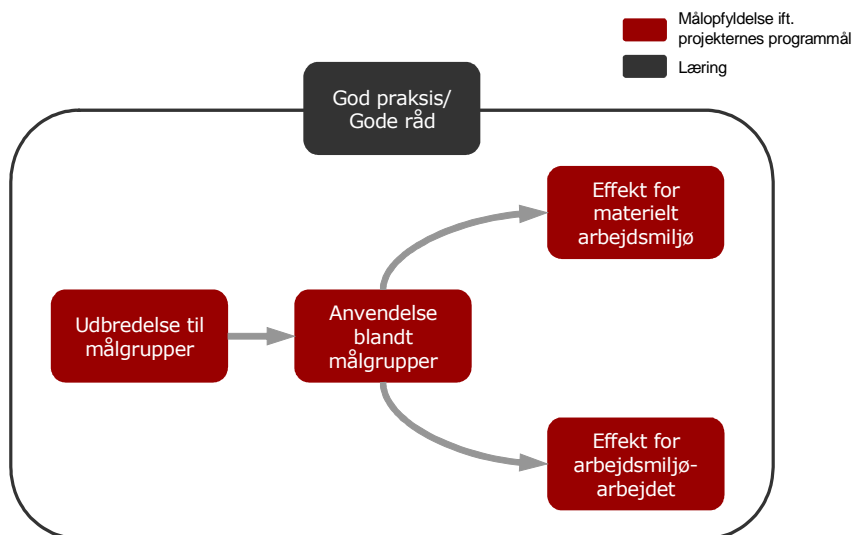 Målopfyldelse ift.
projekternes programmål
Læring
God praksis/
Gode råd
Effekt for
materielt
arbejdsmiljø
Udbredelse til
målgrupper
Anvendelse
blandt
målgrupper
Effekt for
arbejdsmiljø-
arbejdet